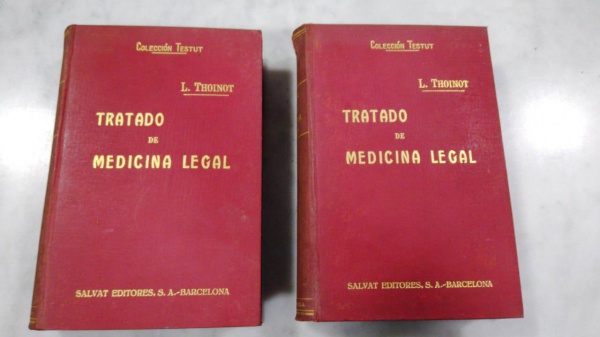 COLECCIÓN TESTUT
L. THOINOT
TRATADO
DE
MEDICINA LEGAL
SALVAT EDITORES, S. A.-BARCELONA
COLECCIÓN TESTUT
L. THOINOT
TRATADO
DE
MEDICINA LEGAL
SALVAT EDITORES, S. A.-BARCELONA